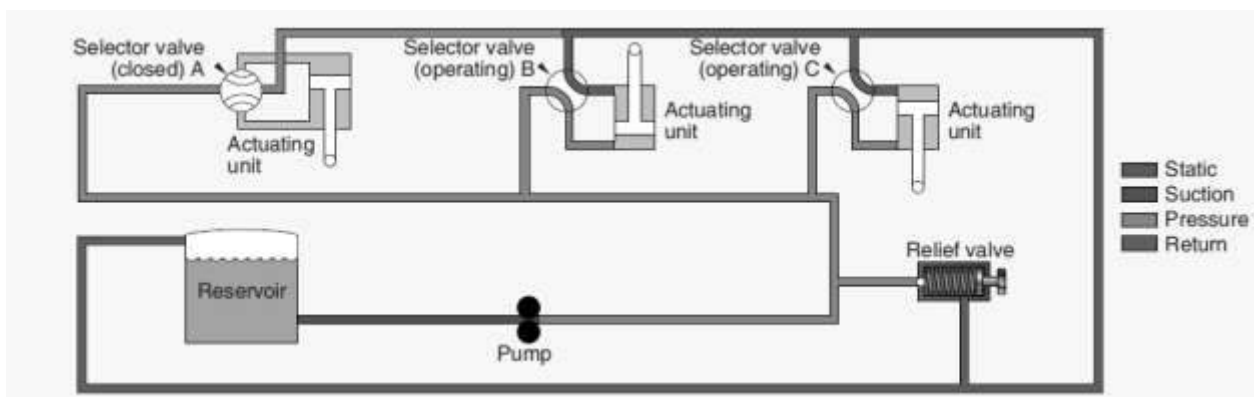 Selector valve
(closed) A
Selector valve
(operating) B
Selector valve
(operating) C
Actuating
unit
Actuating
unit
Actuating
unit
Static
Suction
Pressure
Return
Relief valve
Reservoir
Pump